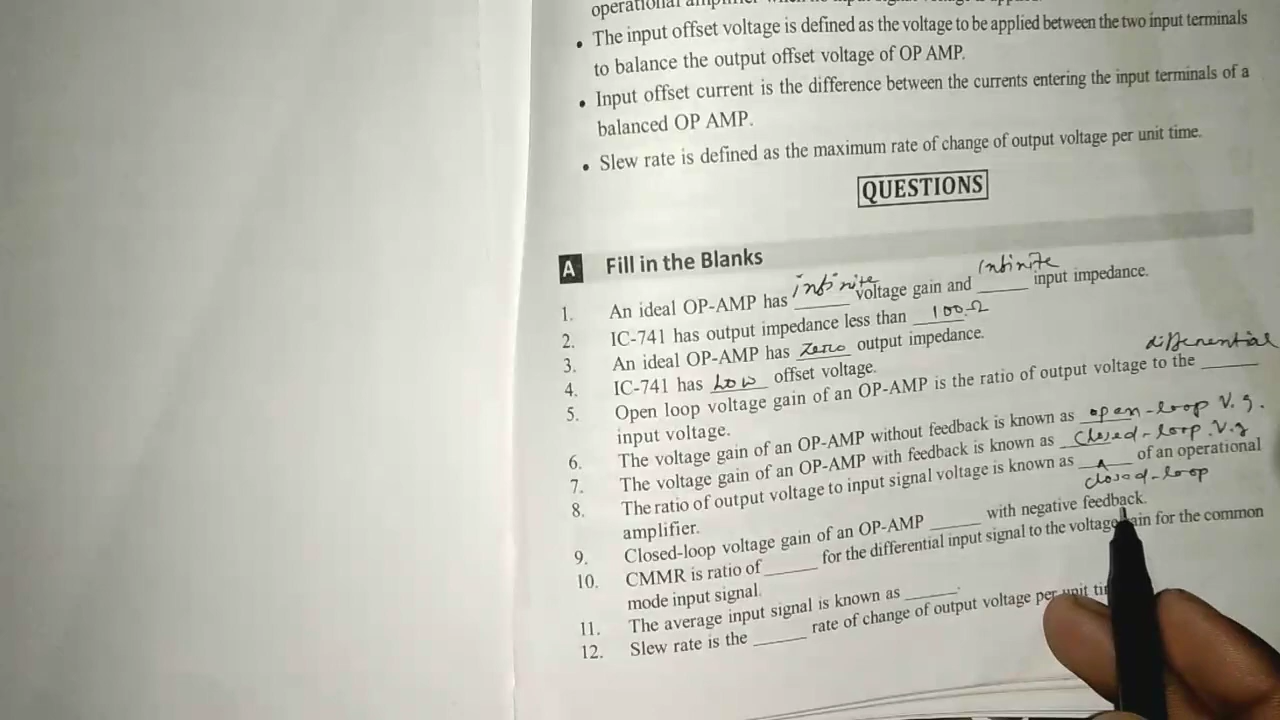 operational
• The input offset voltage is defined as the voltage to be applied between the two input terminals
to balance the output offset voltage of OP AMP.
• Input offset current is the difference between the currents entering the input terminals of a
balanced OP AMP.
• Slew rate is defined as the maximum rate of change of output voltage per unit time.
QUESTIONS
A Fill in the Blanks
1. An ideal OP-AMP has infinite voltage gain and infinite input impedance.
2. IC-741 has output impedance less than 100Ω
3. An ideal OP-AMP has zero output impedance.
4. IC-741 has Low offset voltage.
5. Open loop voltage gain of an OP-AMP is the ratio of output voltage to the differential
input voltage.
6. The voltage gain of an OP-AMP without feedback is known as open-loop V.g.
7. The voltage gain of an OP-AMP with feedback is known as closed-loop V.g
8. The ratio of output voltage to input signal voltage is known as closed-loop of an operational
amplifier.
9. Closed-loop voltage gain of an OP-AMP _____ with negative feedback.
10. CMMR is ratio of _____ for the differential input signal to the voltage gain for the common
mode input signal.
11. The average input signal is known as _____.
12. Slew rate is the _____ rate of change of output voltage per unit